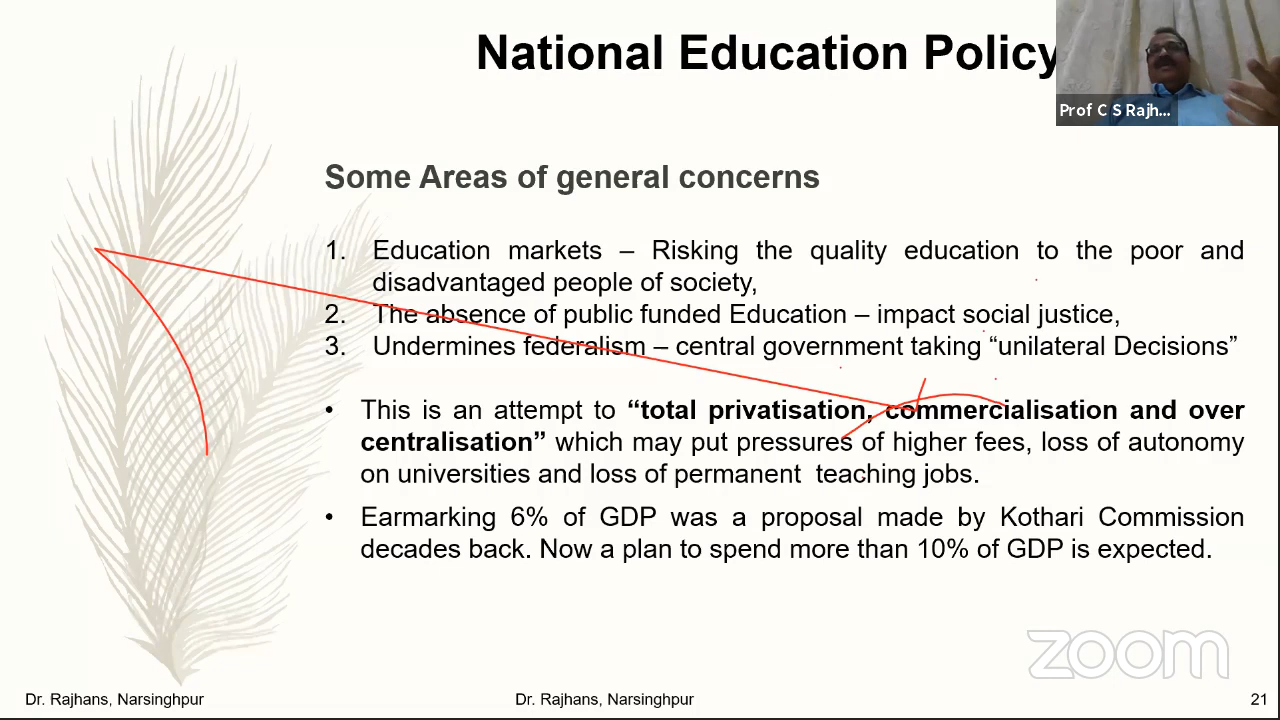 National Education Policy
Prof C S Rajh...
Some Areas of general concerns
1. Education markets – Risking the quality education to the poor and
disadvantaged people of society,
2. The absence of public funded Education – impact social justice,
3. Undermines federalism – central government taking “unilateral Decisions”
• This is an attempt to “total privatisation, commercialisation and over
centralisation” which may put pressures of higher fees, loss of autonomy
on universities and loss of permanent teaching jobs.
• Earmarking 6% of GDP was a proposal made by Kothari Commission
decades back. Now a plan to spend more than 10% of GDP is expected.
zoom
Dr. Rajhans, Narsinghpur Dr. Rajhans, Narsinghpur 21